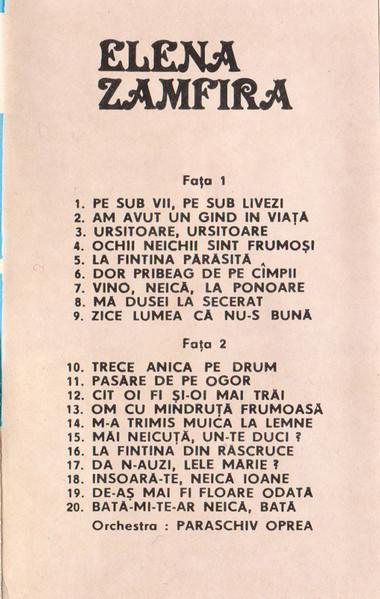 ELENA
ZAMFIRA
Fața 1
1. PE SUB VII, PE SUB LIVEZI
2. AM AVUT UN GIND IN VIAȚĂ
3. URSITOARE, URSITOARE
4. OCHII NEICHII SINT FRUMOȘI
5. LA FINTINA PĂRĂSITĂ
6. DOR PRIBEAG DE PE CÎMPII
7. VINO, NEICĂ, LA PONOARE
8. MĂ DUSEI LA SECERAT
9. ZICE LUMEA CĂ NU-S BUNĂ
Fața 2
10. TRECE ANICA PE DRUM
11. PASĂRE DE PE OGOR
12. CIT OI FI ȘI-OI MAI TRĂI
13. OM CU MINDRUȚĂ FRUMOASĂ
14. M-A TRIMIS MUICA LA LEMNE
15. MĂI NEICUȚĂ, UN-TE DUCI ?
16. LA FINTINA DIN RĂSCRUCE
17. DA N-AUZI, LELE MĂRIE ?
18. INSOARĂ-TE, NEICĂ IOANE
19. DE-AȘ MAI FI FLOARE ODATĂ
20. BATĂ-MI-TE-AR NEICĂ, BATĂ
Orchestra : PARASCHIV OPREA